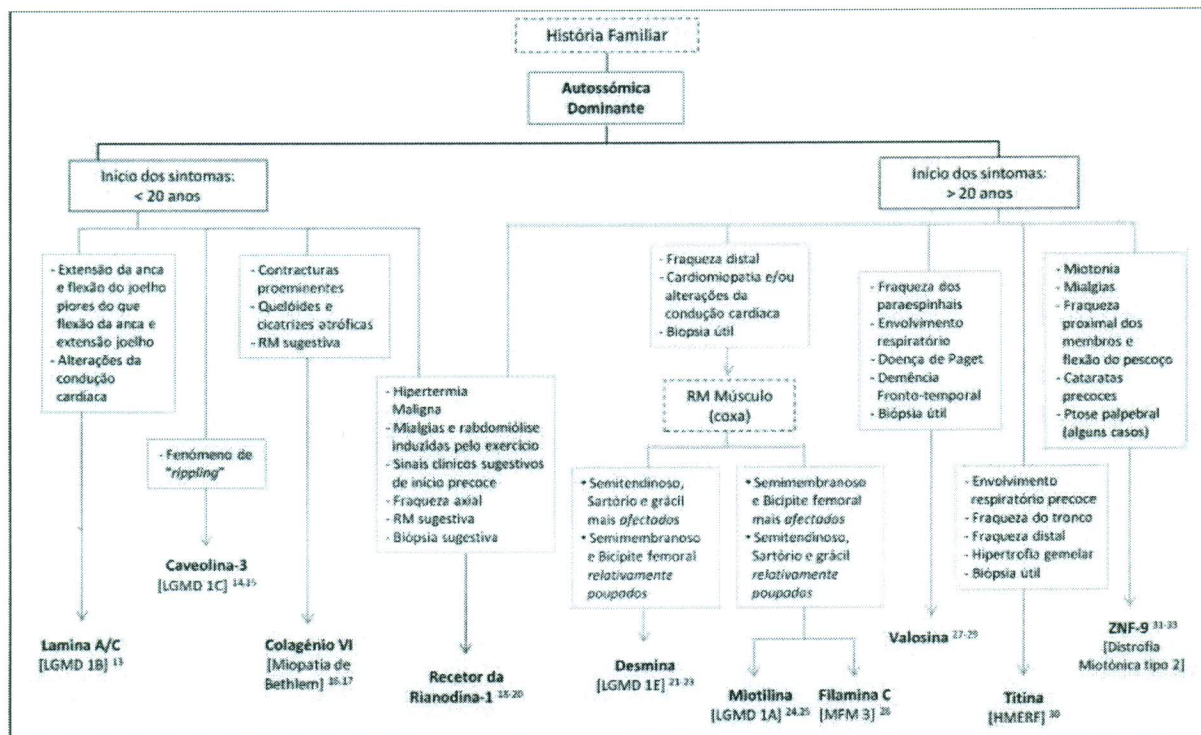 História Familiar
Autossómica
Dominante
Início dos sintomas:
< 20 anos
Início dos sintomas:
> 20 anos
- Extensão da anca
e flexão do joelho
piores do que
flexão da anca e
extensão joelho
- Alterações da
condução
cardíaca
- Fenómeno de
"rippling"
- Contracturas
proeminentes
- Quelóides e
cicatrizes atróficas
- RM sugestiva
- Hipertermia
Maligna
- Mialgias e rabdomiólise
induzidas pelo exercício
- Sinais clínicos sugestivos
de início precoce
- Fraqueza axial
- RM sugestiva
- Biópsia sugestiva
- Fraqueza distal
- Cardiomiopatia e/ou
alterações da
condução cardíaca
- Biopsia útil
RM Músculo
(coxa)
• Semitendinoso,
Sartório e grácil
mais afectados
• Semimembranoso
e Bicipite femoral
relativamente
poupados
• Semimembranoso
e Bicipite femoral
mais afectados
• Semitendinoso,
Sartório e grácil
relativamente
poupados
- Fraqueza dos
paraespinhais
- Envolvimento
respiratório
- Doença de Paget
- Demência
Fronto-temporal
- Biópsia útil
- Envolvimento
respiratório precoce
- Fraqueza do tronco
- Fraqueza distal
- Hipertrofia gemelar
- Biópsia útil
- Miotonia
- Mialgias
- Fraqueza
proximal dos
membros e
flexão do pescoço
- Cataratas
precoces
- Ptose palpebral
(alguns casos)
Lamina A/C
[LGMD 1B] 13
Caveolina-3
[LGMD 1C] 14,15
Colagénio VI
[Miopatia de
Bethlem] 16-17
Recetor da
Rianodina-1 18-20
Desmina
[LGMD 1E] 21-23
Miotilina
[LGMD 1A] 24,25
Filamina C
[MFM 3] 26
Valosina 27-29
Titina
[HMERF] 30
ZNF-9 31-33
[Distrofia
Miotónica tipo 2]